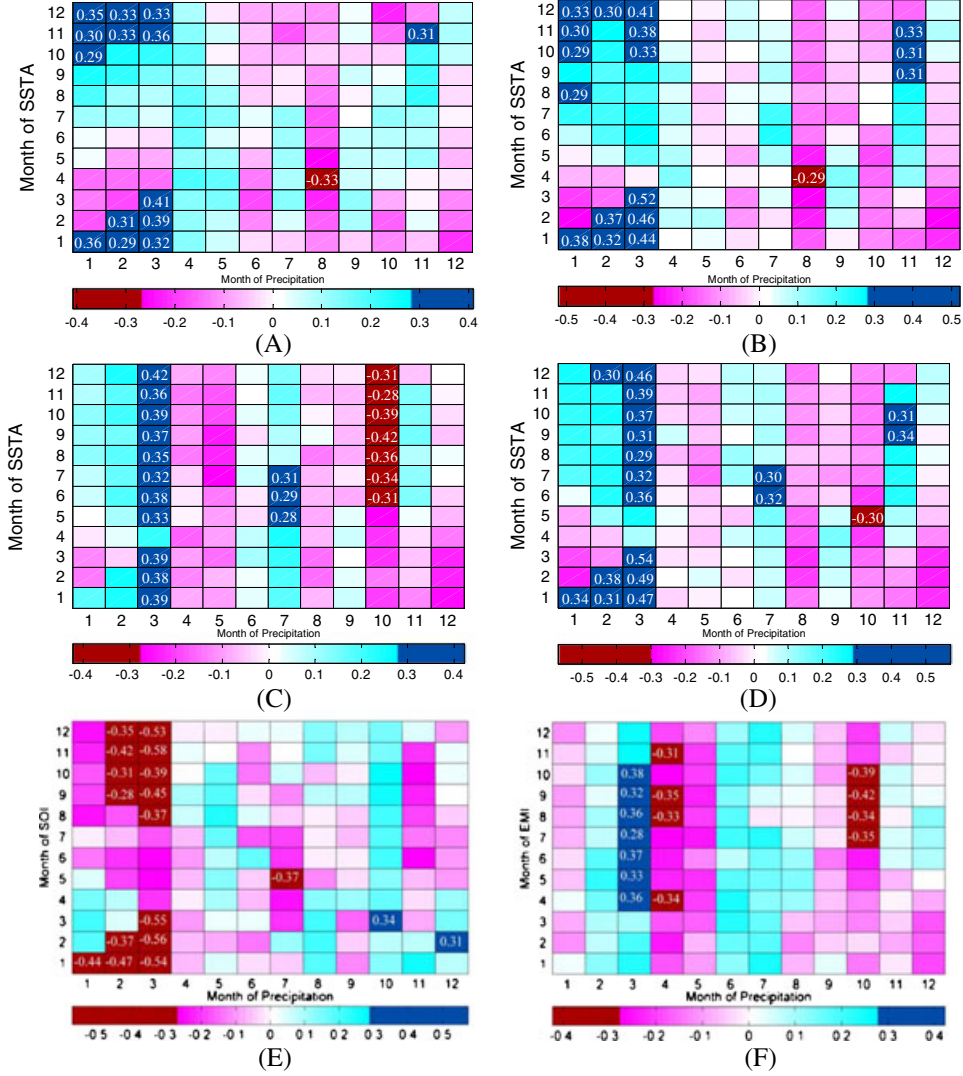 12 0.35 0.33 0.33
11 0.30 0.33 0.36 0.31
10 0.29
9
8
7
6
5
4 -0.33
3 0.41
2 0.31 0.39
1 0.36 0.29 0.32
Month of SSTA
1 2 3 4 5 6 7 8 9 10 11 12
Month of Precipitation
-0.4 -0.3 -0.2 -0.1 0 0.1 0.2 0.3 0.4
(A)
12 0.33 0.30 0.41
11 0.30 0.38 0.33
10 0.29 0.33 0.31
9 0.31
8 0.29
7
6
5
4 -0.29
3 0.52
2 0.37 0.46
1 0.38 0.32 0.44
Month of SSTA
1 2 3 4 5 6 7 8 9 10 11 12
Month of Precipitation
-0.5 -0.4 -0.3 -0.2 -0.1 0 0.1 0.2 0.3 0.4 0.5
(B)
12 0.42 -0.31
11 0.36 -0.28
10 0.39 -0.39
9 0.37 -0.42
8 0.35 -0.36
7 0.32 0.31 -0.34
6 0.38 0.29 -0.31
5 0.33 0.28
4
3 0.39
2 0.38
1 0.39
Month of SSTA
1 2 3 4 5 6 7 8 9 10 11 12
Month of Precipitation
-0.4 -0.3 -0.2 -0.1 0 0.1 0.2 0.3 0.4
(C)
12 0.30 0.46
11 0.39
10 0.37 0.31
9 0.31 0.34
8 0.29
7 0.32 0.30
6 0.36 0.32
5 -0.30
4
3 0.54
2 0.38 0.49
1 0.34 0.31 0.47
Month of SSTA
1 2 3 4 5 6 7 8 9 10 11 12
Month of Precipitation
-0.5 -0.4 -0.3 -0.2 -0.1 0 0.1 0.2 0.3 0.4 0.5
(D)
12 -0.35 -0.53
11 -0.42 -0.58
10 -0.31 -0.39
9 -0.28 -0.45
8 -0.37
7
6
5 -0.37
4
3 -0.55 0.34
2 -0.37 -0.56 0.31
1 -0.44 -0.47 -0.54
Month of SOI
1 2 3 4 5 6 7 8 9 10 11 12
Month of Precipitation
-0 5 -0 4 -0 3 -0 2 -0 1 0 0 1 0 2 0 3 0 4 0 5
(E)
12
11 -0.31
10 0.38 -0.39
9 0.32 -0.35 -0.42
8 0.36 -0.33 -0.34
7 0.28 -0.35
6 0.37
5 0.33
4 0.36 -0.34
3
2
1
Month of EMI
1 2 3 4 5 6 7 8 9 10 11 12
Month of Precipitation
-0 4 -0 3 -0 2 -0 1 0 0 1 0 2 0 3 0 4
(F)